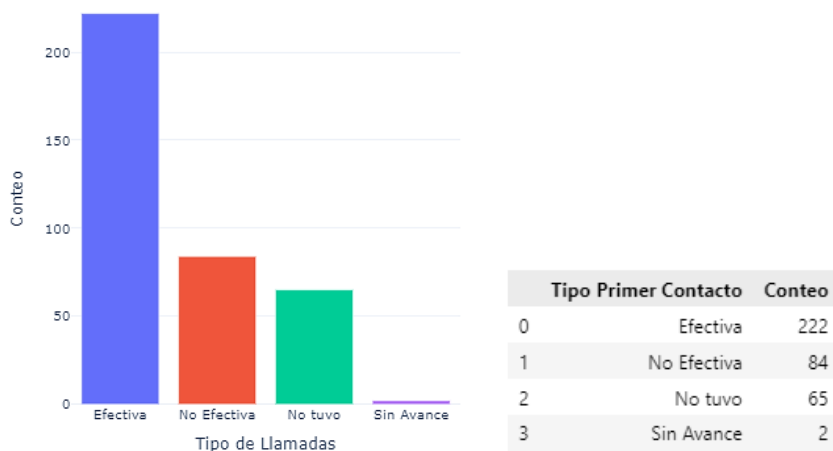 200
150
100
50
0
Conteo
Efectiva No Efectiva No tuvo Sin Avance
Tipo de Llamadas
Tipo Primer Contacto Conteo
0 Efectiva 222
1 No Efectiva 84
2 No tuvo 65
3 Sin Avance 2